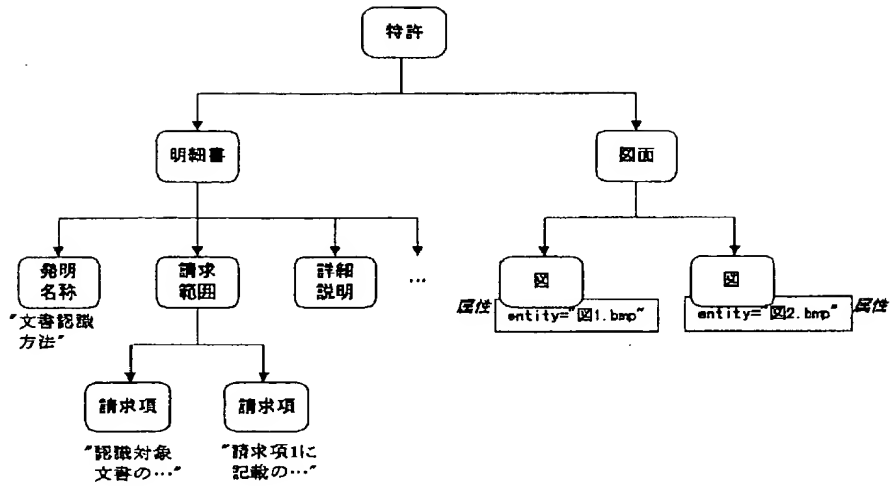 特許
明細書
図面
発明
名称
請求
範囲
詳細
説明
…
図
図
"文書認識
方法"
属性
entity="図1.bmp"
entity="図2.bmp"
属性
請求項
請求項
"認識対象
文書の…"
"請求項1に
記載の…"